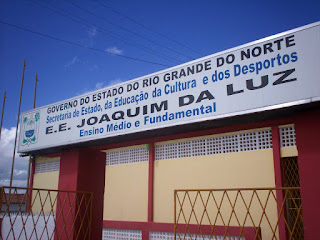 GOVERNO DO ESTADO DO RIO GRANDE DO NORTE
Secretaria de Estado, da Educação da Cultura e dos Desportos
E.E. JOAQUIM DA LUZ
Ensino Médio e Fundamental